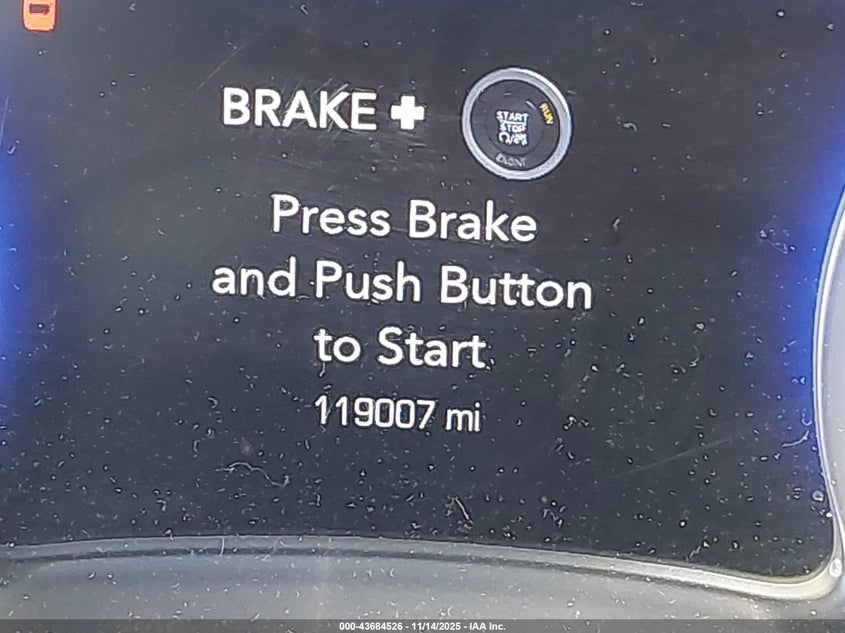 BRAKE +
START
STOP
RUN
ENGINE
Press Brake
and Push Button
to Start
119007 mi
000-43684526 - 11/14/2025 - IAA Inc.